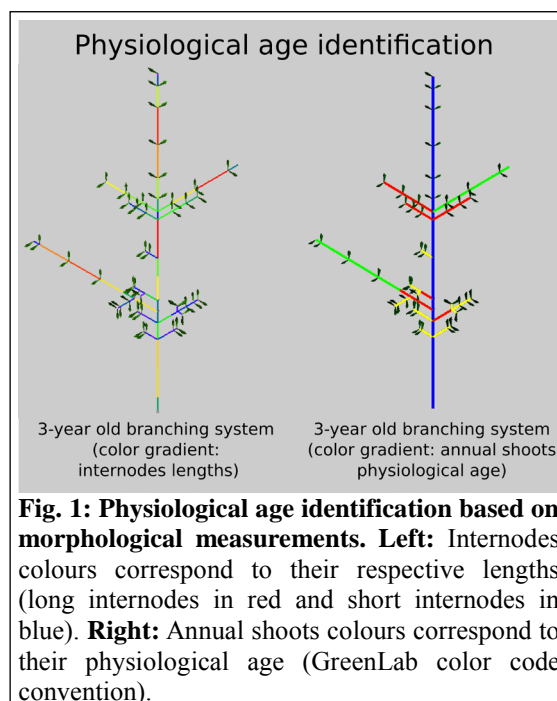 Physiological age identification
3-year old branching system
(color gradient:
internodes lengths)
3-year old branching system
(color gradient: annual shoots
physiological age)
Fig. 1: Physiological age identification based on
morphological measurements. Left: Internodes
colours correspond to their respective lengths
(long internodes in red and short internodes in
blue). Right: Annual shoots colours correspond to
their physiological age (GreenLab color code
convention).